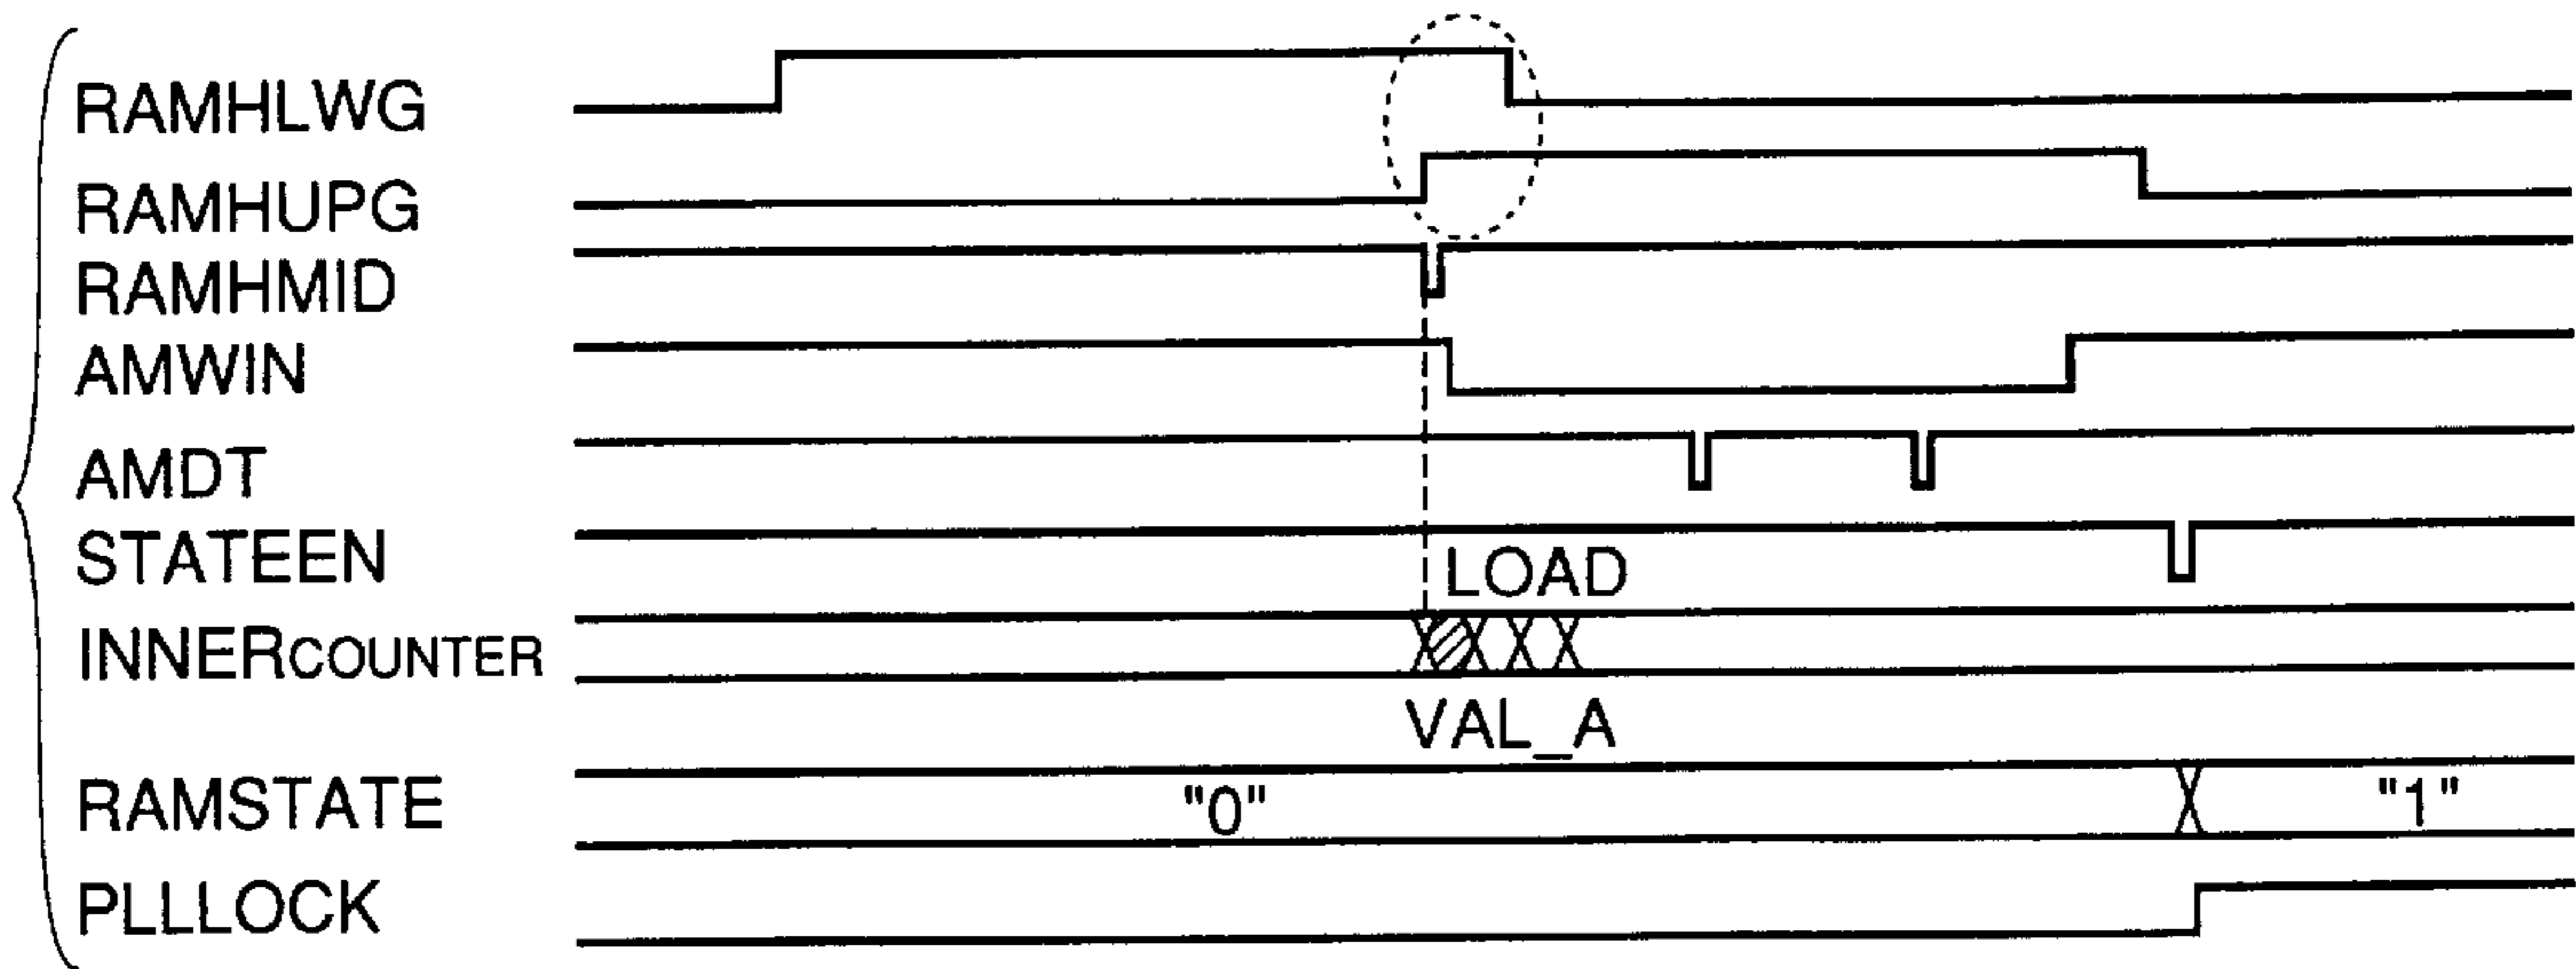 RAMHLWG
RAMHUPG
RAMHMID
AMWIN
AMDT
STATEEN
LOAD
INNERCOUNTER
VAL_A
RAMSTATE "0" "1"
PLLLOCK